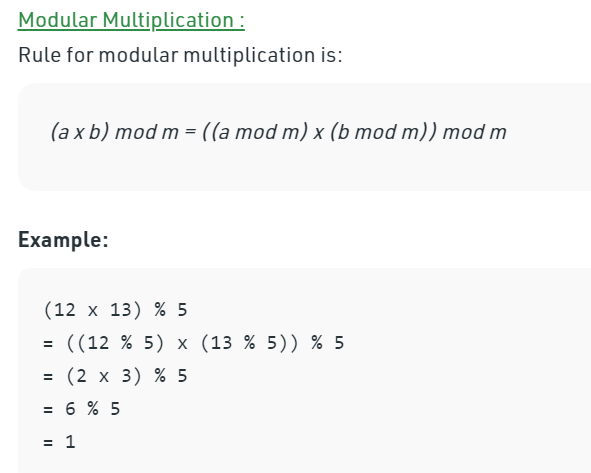 Modular Multiplication :
Rule for modular multiplication is:
(a x b) mod m = ((a mod m) x (b mod m)) mod m
Example:
(12 x 13) % 5
= ((12 % 5) x (13 % 5)) % 5
= (2 x 3) % 5
= 6 % 5
= 1